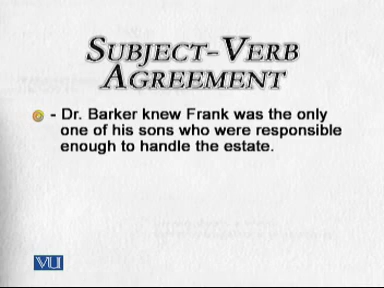 SUBJECT-VERB
AGREEMENT
- Dr. Barker knew Frank was the only
one of his sons who were responsible
enough to handle the estate.
VU